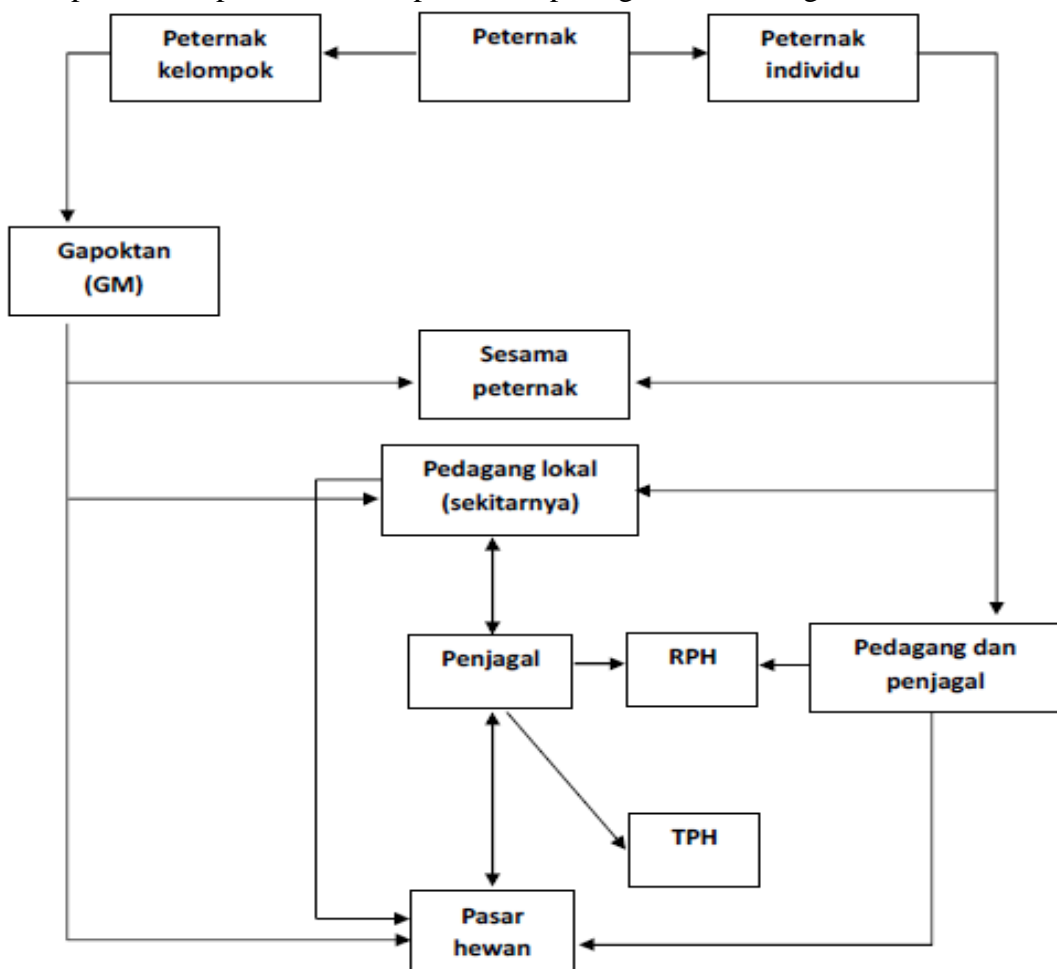 Peternak
kelompok
Peternak
Peternak
individu
Gapoktan
(GM)
Sesama
peternak
Pedagang lokal
(sekitarnya)
Penjagal
RPH
Pedagang dan
penjagal
TPH
Pasar
hewan